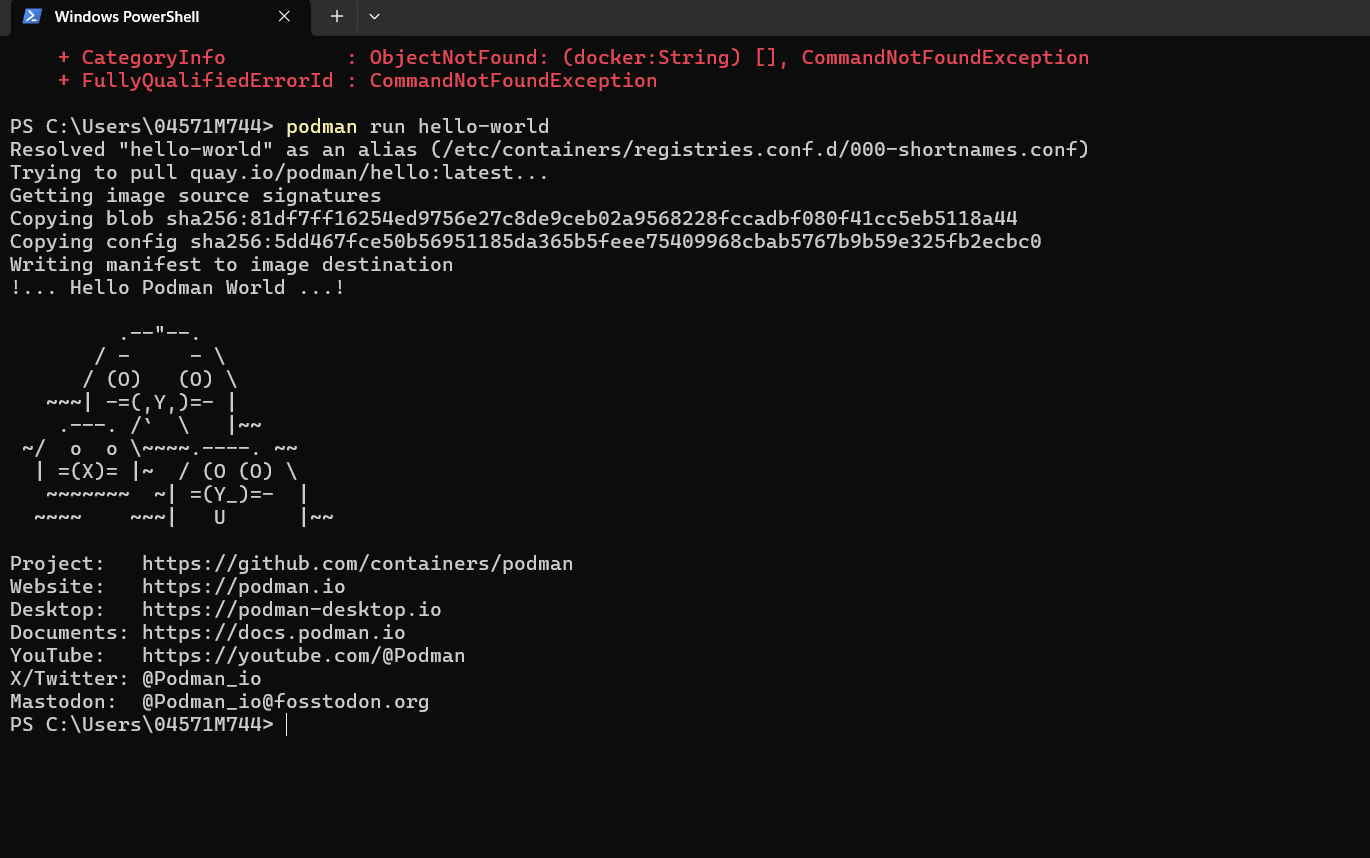 Windows PowerShell
    + CategoryInfo          : ObjectNotFound: (docker:String) [], CommandNotFoundException
    + FullyQualifiedErrorId : CommandNotFoundException

PS C:\Users\04571M744> podman run hello-world
Resolved "hello-world" as an alias (/etc/containers/registries.conf.d/000-shortnames.conf)
Trying to pull quay.io/podman/hello:latest...
Getting image source signatures
Copying blob sha256:81df7ff16254ed9756e27c8de9ceb02a9568228fccadbf080f41cc5eb5118a44
Copying config sha256:5dd467fce50b56951185da365b5feee75409968cbab5767b9b59e325fb2ecbc0
Writing manifest to image destination
!... Hello Podman World ...!

         .--"--.
       / -     - \
      / (O)   (O) \
   ~~~| -=(,Y,)=- |
    .---. /`  \   |~~
 ~/  o  o \~~~~.----. ~~
  | =(X)= |~  / (O (O) \
   ~~~~~~~  ~| =(Y_)=-  |
  ~~~~    ~~~|   U      |~~

Project:   https://github.com/containers/podman
Website:   https://podman.io
Desktop:   https://podman-desktop.io
Documents: https://docs.podman.io
YouTube:   https://youtube.com/@Podman
X/Twitter: @Podman_io
Mastodon:  @Podman_io@fosstodon.org
PS C:\Users\04571M744>